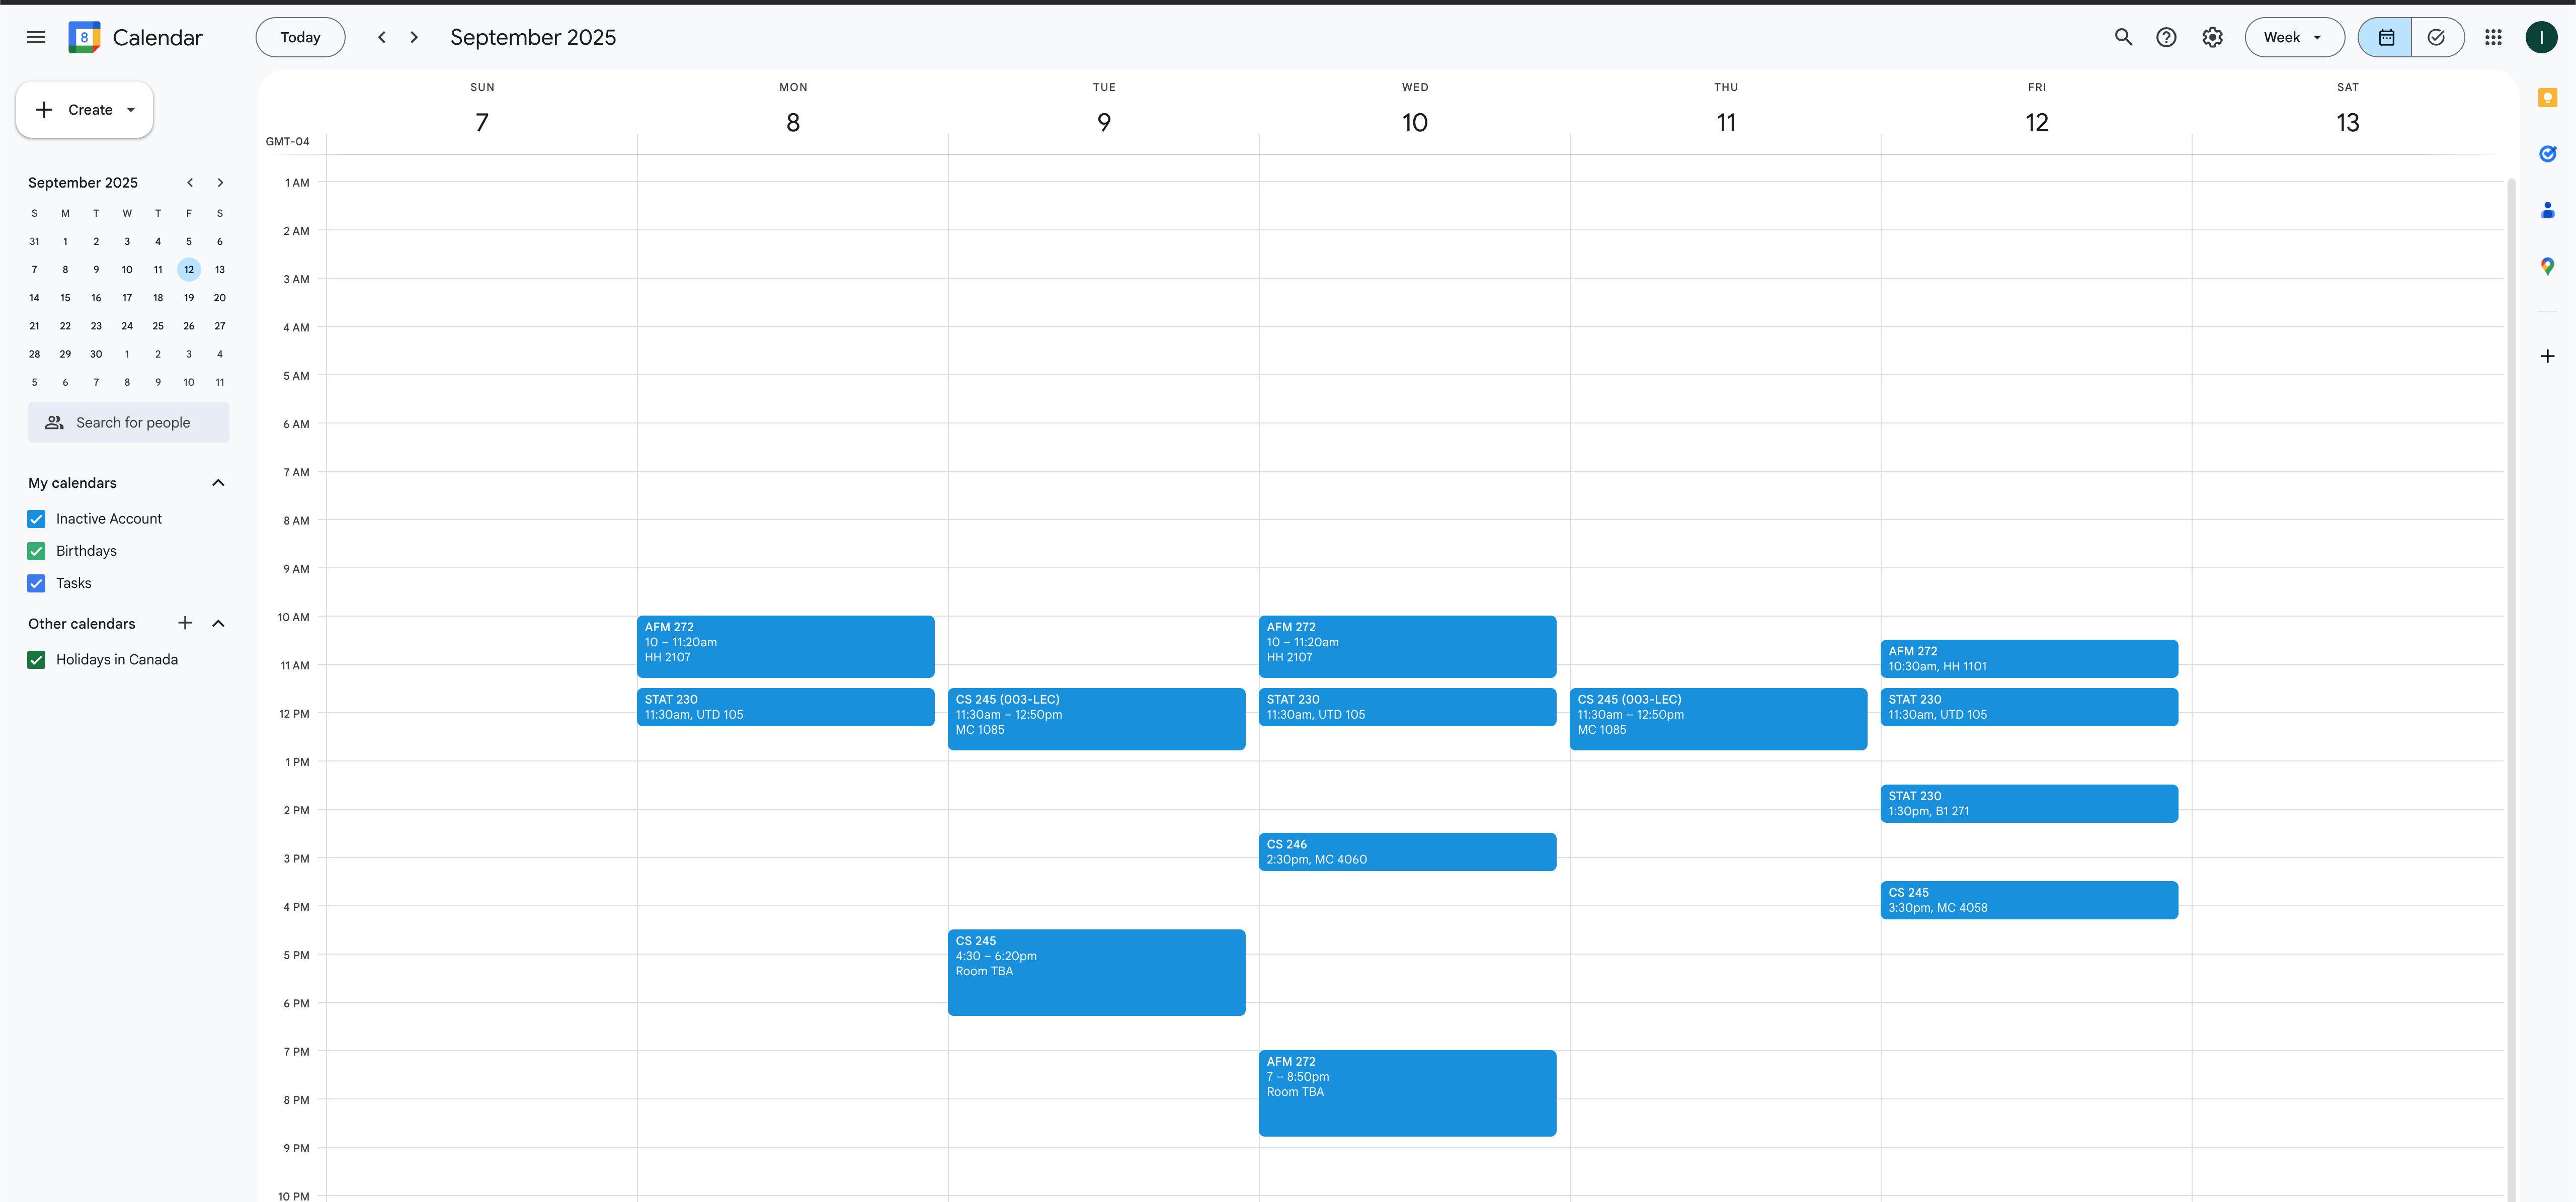 8 Calendar Today September 2025 Week I
Create
September 2025
S M T W T F S
31 1 2 3 4 5 6
7 8 9 10 11 12 13
14 15 16 17 18 19 20
21 22 23 24 25 26 27
28 29 30 1 2 3 4
5 6 7 8 9 10 11
Search for people
My calendars
Inactive Account
Birthdays
Tasks
Other calendars
Holidays in Canada
SUN MON TUE WED THU FRI SAT
7 8 9 10 11 12 13
GMT-04
1 AM
2 AM
3 AM
4 AM
5 AM
6 AM
7 AM
8 AM
9 AM
10 AM
11 AM
12 PM
1 PM
2 PM
3 PM
4 PM
5 PM
6 PM
7 PM
8 PM
9 PM
10 PM
AFM 272
10 – 11:20am
HH 2107
STAT 230
11:30am, UTD 105
CS 245 (003-LEC)
11:30am – 12:50pm
MC 1085
CS 245
4:30 – 6:20pm
Room TBA
AFM 272
10 – 11:20am
HH 2107
STAT 230
11:30am, UTD 105
CS 246
2:30pm, MC 4060
AFM 272
7 – 8:50pm
Room TBA
CS 245 (003-LEC)
11:30am – 12:50pm
MC 1085
AFM 272
10:30am, HH 1101
STAT 230
11:30am, UTD 105
STAT 230
1:30pm, B1 271
CS 245
3:30pm, MC 4058